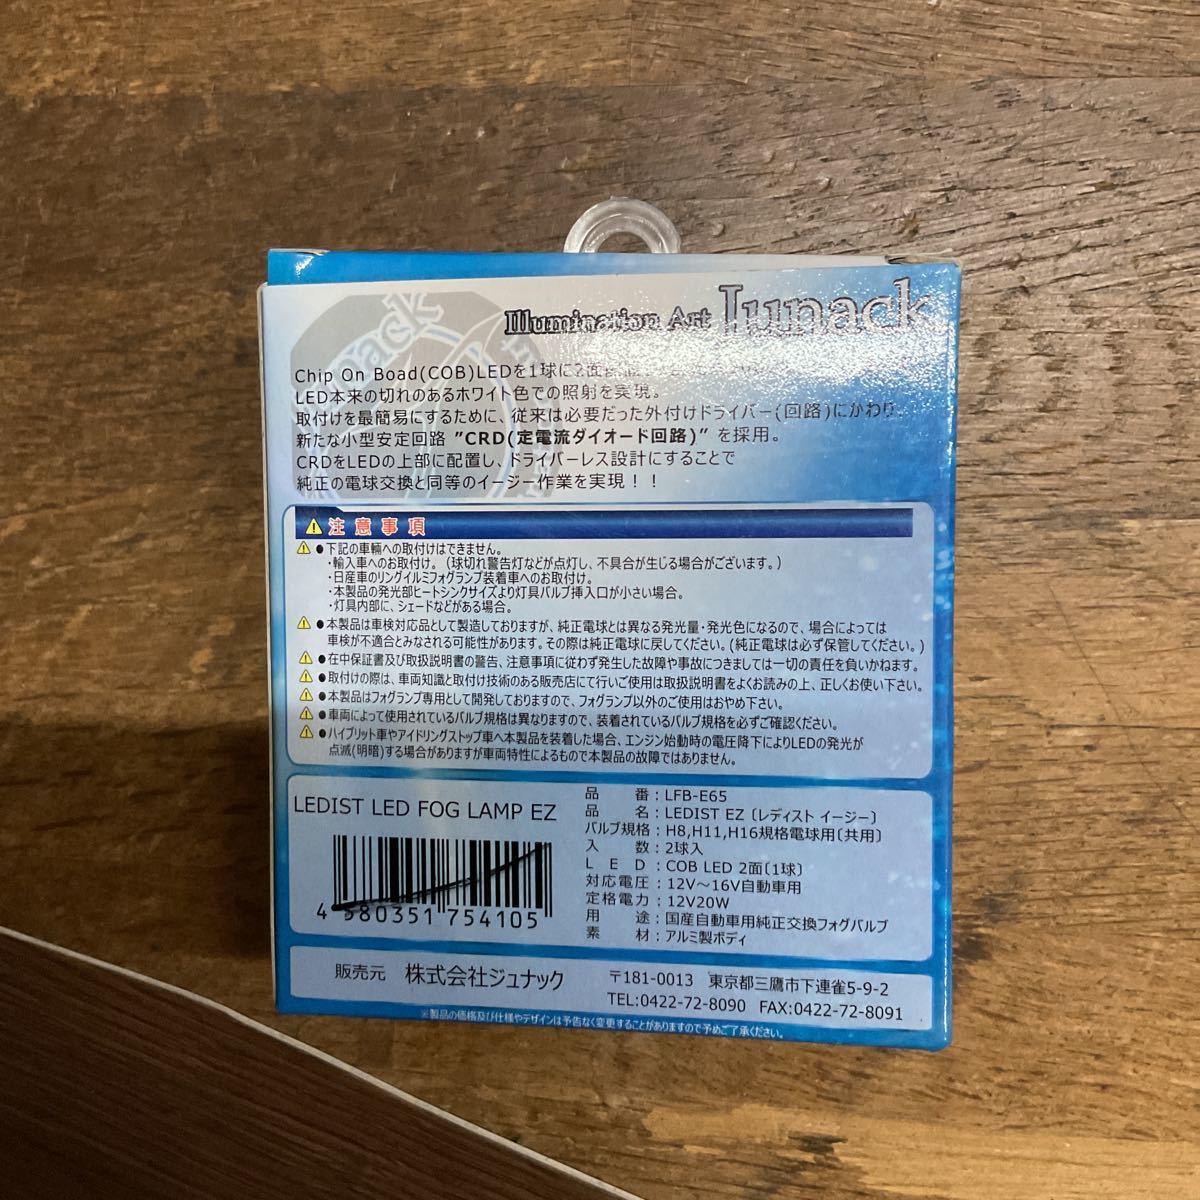 Illumination Art Junack
Chip On Boad(COB)LEDを1球に2面
LED本来の切れのあるホワイト色での照射を実現。
取付けを最簡易にするために、従来は必要だった外付けドライバー(回路)にかわり、
新たな小型安定回路 "CRD(定電流ダイオード回路)" を採用。
CRDをLEDの上部に配置し、ドライバーレス設計にすることで
純正の電球交換と同等のイージー作業を実現！！
注意事項
●下記の車輌への取付けはできません。
・輸入車へのお取付け。(球切れ警告灯などが点灯し、不具合が生じる場合がございます。)
・日産車のリングイルミフォグランプ装着車へのお取付け。
・本製品の発光部ヒートシンクサイズより灯具バルブ挿入口が小さい場合。
・灯具内部に、シェードなどがある場合。
●本製品は車検対応品として製造しておりますが、純正電球とは異なる発光量・発光色になるので、場合によっては
車検が不適合とみなされる可能性があります。その際は純正電球に戻してください。(純正電球は必ず保管してください。)
●在中保証書及び取扱説明書の警告、注意事項に従わず発生した故障や事故につきましては一切の責任を負いかねます。
●取付けの際は、車両知識と取付け技術のある販売店にて行いご使用は取扱説明書をよくお読みの上、正しくお使い下さい。
●本製品はフォグランプ専用として開発しておりますので、フォグランプ以外のご使用はおやめ下さい。
●車両によって使用されているバルブ規格は異なりますので、装着されているバルブ規格を必ずご確認ください。
●ハイブリット車やアイドリングストップ車へ本製品を装着した場合、エンジン始動時の電圧降下によりLEDの発光が
点滅(明暗)する場合がありますが車両特性によるもので本製品の故障ではありません。
LEDIST LED FOG LAMP EZ
4 580351 754105
品番：LFB-E65
品名：LEDIST EZ〔レディスト イージー〕
バルブ規格：H8,H11,H16規格電球用〔共用〕
入数：2球入
LED：COB LED 2面〔1球〕
対応電圧：12V～16V自動車用
定格電力：12V20W
用途：国産自動車用純正交換フォグバルブ
素材：アルミ製ボディ
販売元 株式会社ジュナック
〒181-0013 東京都三鷹市下連雀5-9-2
TEL:0422-72-8090 FAX:0422-72-8091
※製品の価格及び仕様やデザインは予告なく変更することがありますので予めご了承ください。